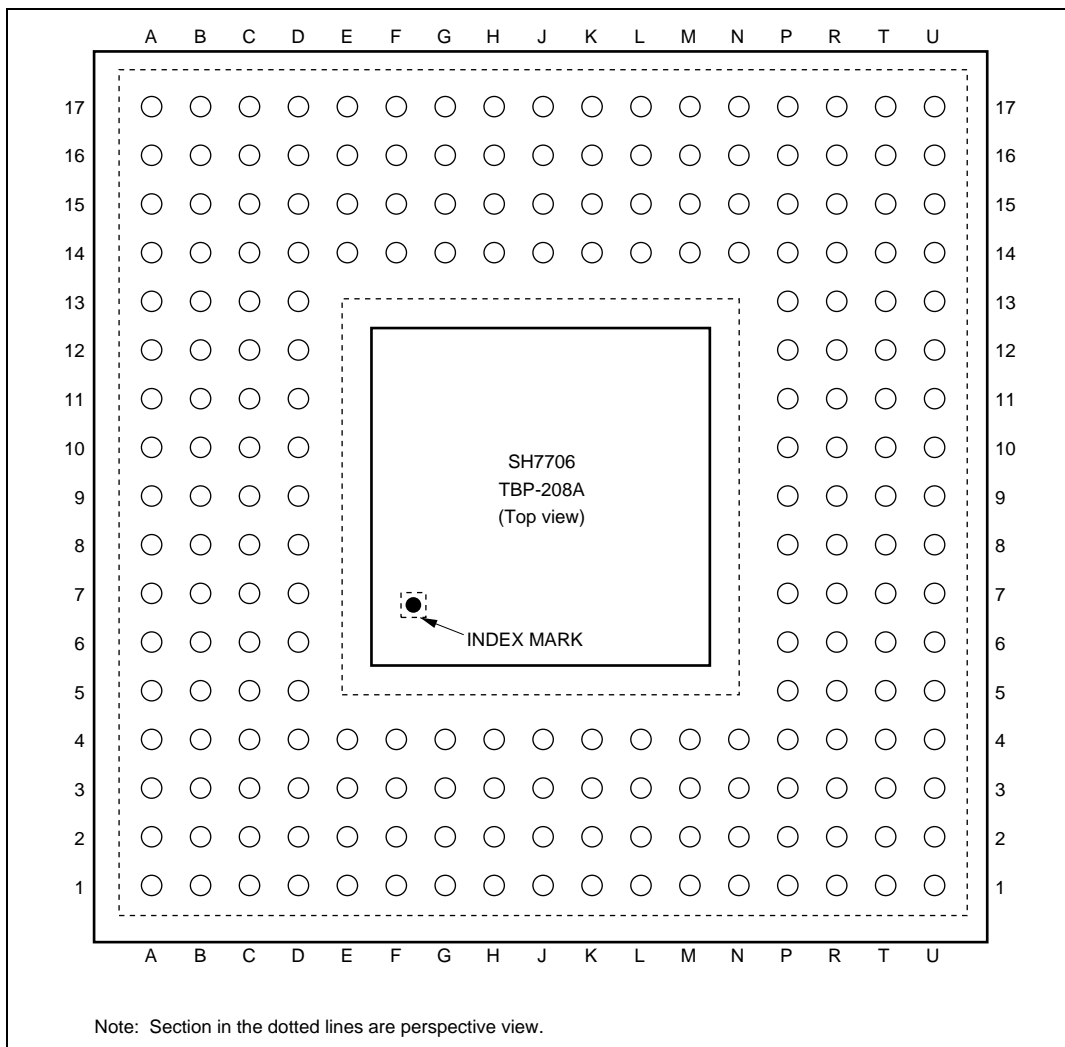 A B C D E F G H J K L M N P R T U
17 17
16 16
15 15
14 14
13 13
12 12
11 11
10 10
SH7706
TBP-208A
9 9
(Top view)
8 8
7 7
INDEX MARK
6 6
5 5
4 4
3 3
2 2
1 1
A B C D E F G H J K L M N P R T U
Note: Section in the dotted lines are perspective view.